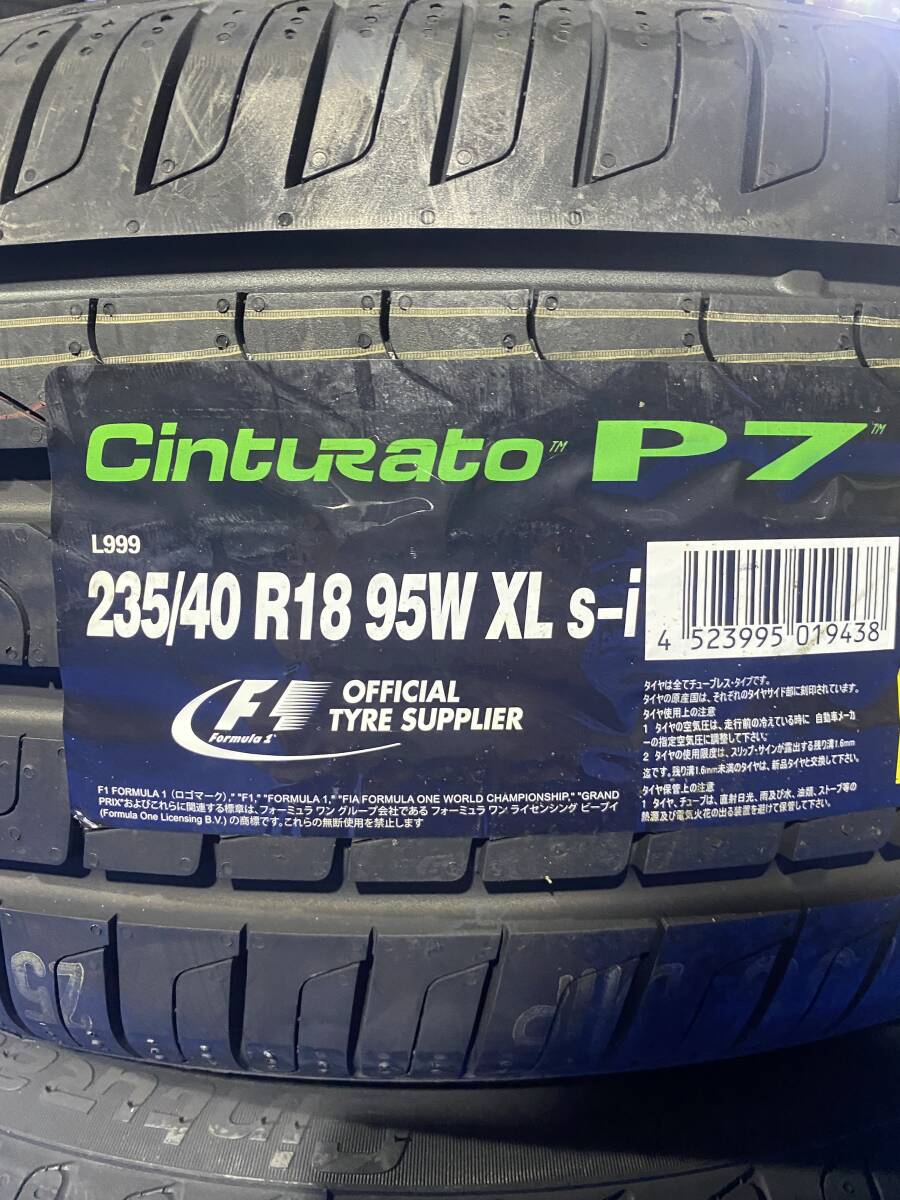 Cinturato™ P7™
L999
235/40 R18 95W XL s-i
4 523995 019438
F1 Formula 1®
OFFICIAL
TYRE SUPPLIER
タイヤは全てチューブレス・タイプです。
タイヤの原産国は、それぞれのタイヤサイド部に刻印されています。
タイヤ使用上の注意
1 タイヤの空気圧は、走行前の冷えている時に 自動車メーカ
ーの指定空気圧に調整して下さい。
2 タイヤの使用限度は、スリップ・サインが露出する残り溝1.6mm
迄です。残り溝1.6mm未満のタイヤは、新品タイヤと交換して下さい。
タイヤ保管上の注意
1 タイヤ、チューブは、直射日光、雨及び水、油類、ストーブ等の
熱源及び電気火花の出る装置を避けて保管して下さい。
F1 FORMULA 1 (ロゴマーク)," "F1," "FORMULA 1," "FIA FORMULA ONE WORLD CHAMPIONSHIP," "GRAND
PRIX"およびこれらに関連する標章は、フォーミュラ ワン グループ会社であるフォーミュラ ワン ライセンシング ビーブイ
(Formula One Licensing B.V.) の商標です。これらの無断使用を禁止します